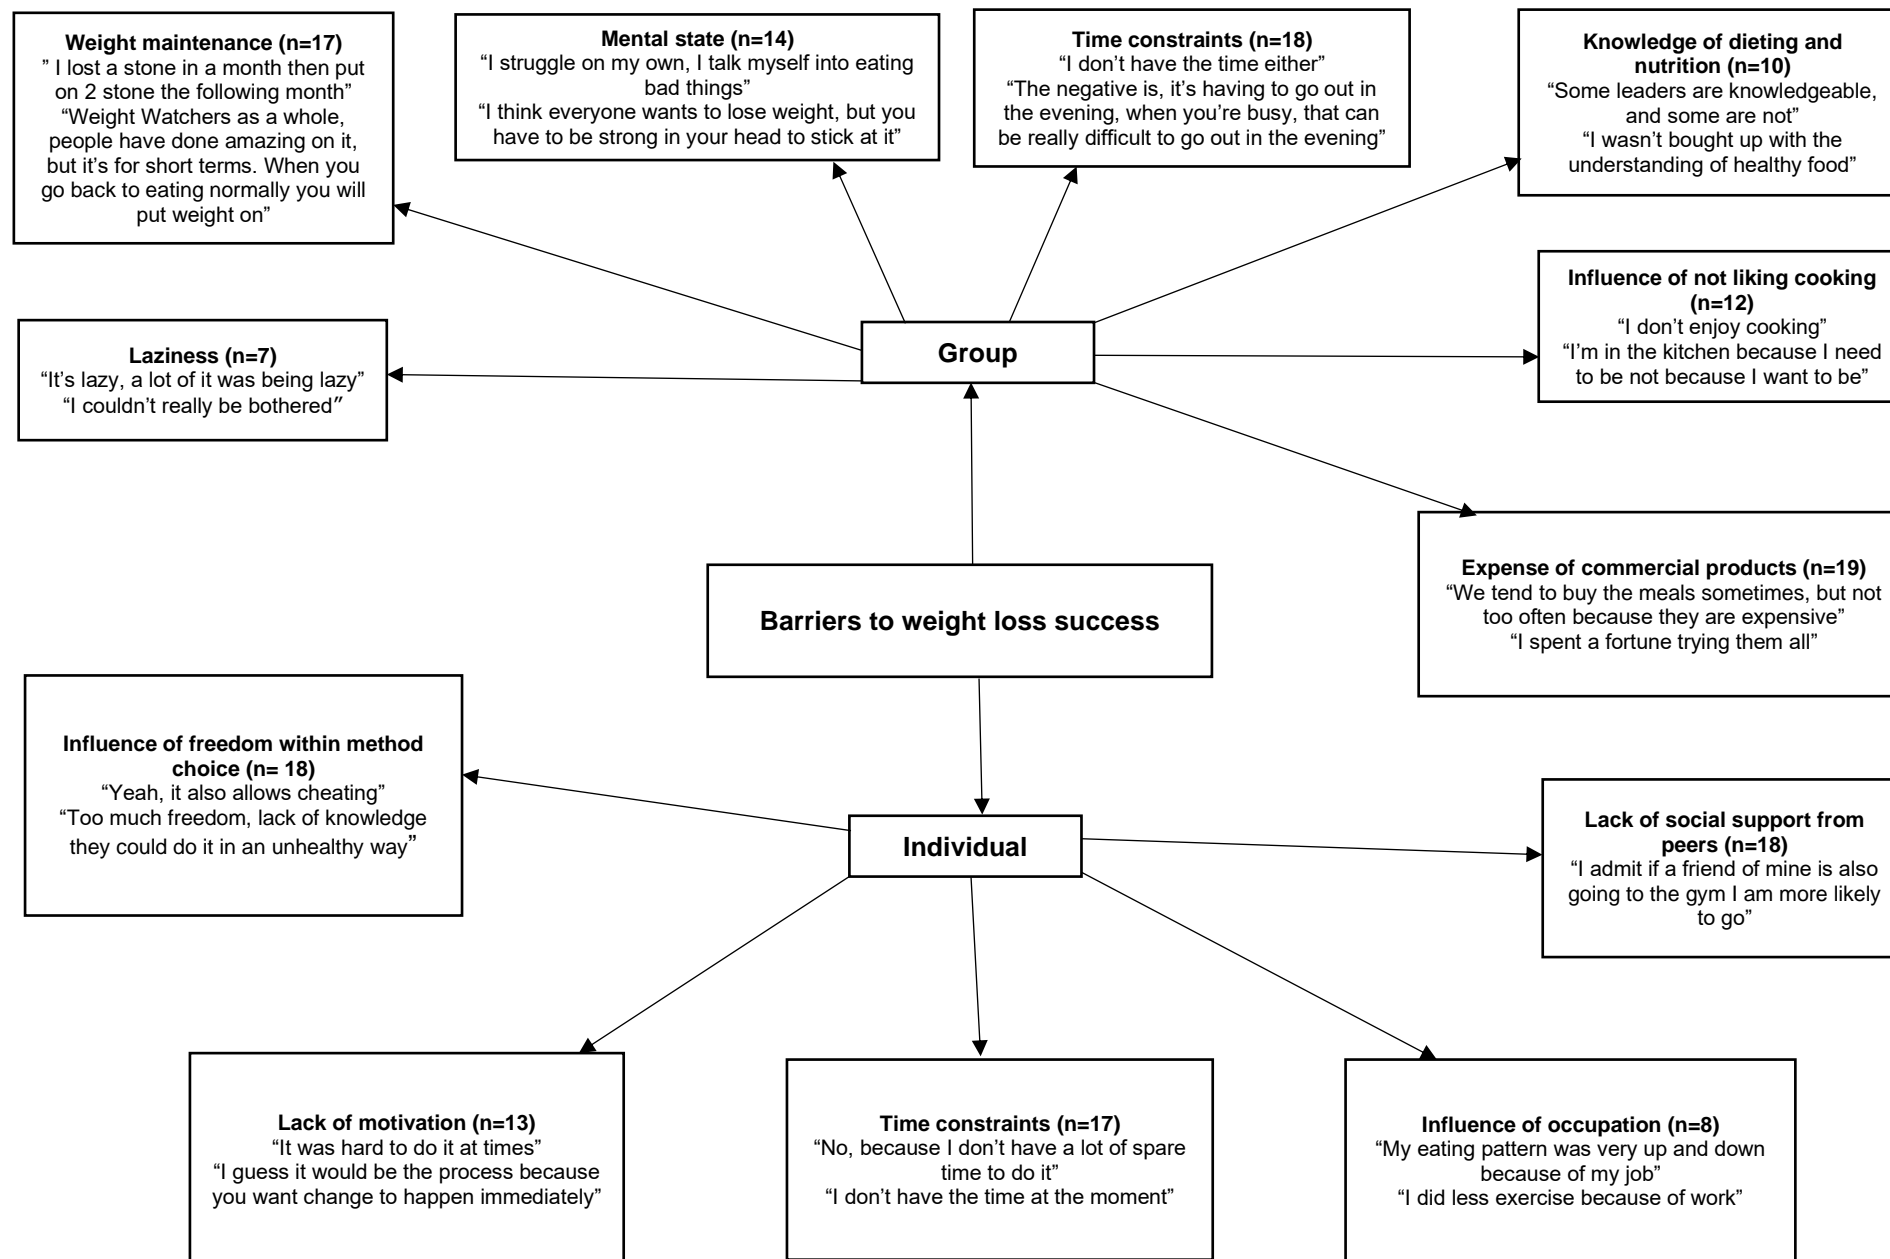 Weight maintenance (n=17)
” I lost a stone in a month then put
on 2 stone the following month”
“Weight Watchers as a whole,
people have done amazing on it,
but it’s for short terms. When you
go back to eating normally you will
put weight on”
Mental state (n=14)
“I struggle on my own, I talk myself into eating
bad things”
“I think everyone wants to lose weight, but you
have to be strong in your head to stick at it”
Time constraints (n=18)
“I don’t have the time either”
“The negative is, it’s having to go out in
the evening, when you’re busy, that can
be really difficult to go out in the evening”
Knowledge of dieting and
nutrition (n=10)
“Some leaders are knowledgeable,
and some are not”
“I wasn’t bought up with the
understanding of healthy food”
Laziness (n=7)
“It’s lazy, a lot of it was being lazy”
“I couldn’t really be bothered”
Group
Influence of not liking cooking
(n=12)
“I don’t enjoy cooking”
“I’m in the kitchen because I need
to be not because I want to be”
Expense of commercial products (n=19)
“We tend to buy the meals sometimes, but not
too often because they are expensive”
“I spent a fortune trying them all”
Barriers to weight loss success
Influence of freedom within method
choice (n= 18)
“Yeah, it also allows cheating”
“Too much freedom, lack of knowledge
they could do it in an unhealthy way”
Individual
Lack of social support from
peers (n=18)
“I admit if a friend of mine is also
going to the gym I am more likely
to go”
Lack of motivation (n=13)
“It was hard to do it at times”
“I guess it would be the process because
you want change to happen immediately”
Time constraints (n=17)
“No, because I don’t have a lot of spare
time to do it”
“I don’t have the time at the moment”
Influence of occupation (n=8)
“My eating pattern was very up and down
because of my job”
“I did less exercise because of work”